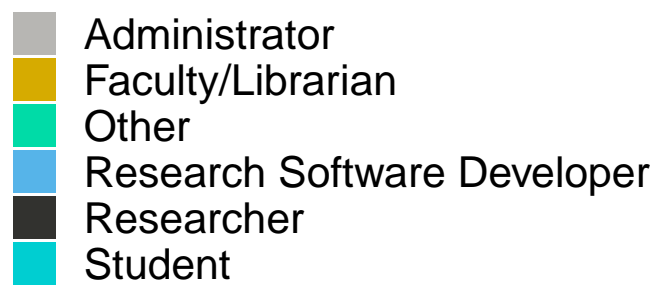 Administrator
Faculty/Librarian
Other
Research Software Developer
Researcher
Student